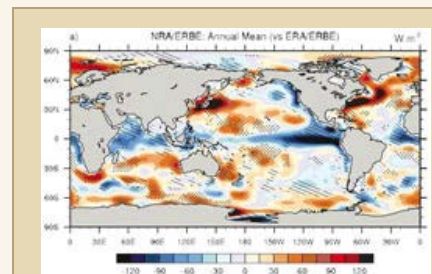 a) NRA/ERBE: Annual Mean (vs ERA/ERBE) W m²
90N
60N
30N
0
30S
60S
90S
0 30E 60E 90E 120E 150E 180 150W 120W 90W 60W 30W 0
-120 -90 -60 -30 0 30 60 90 120